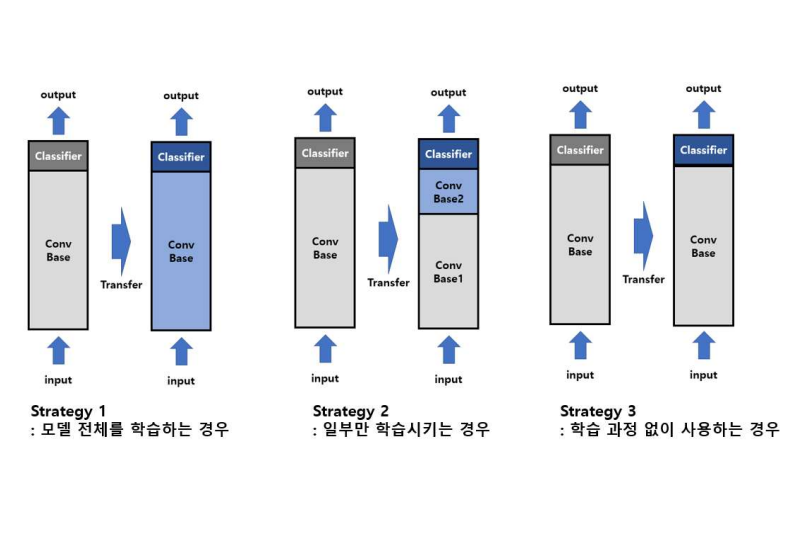 output
output
Classifier
Classifier
Conv
Base
Conv
Base
Transfer
input
input
Strategy 1
: 모델 전체를 학습하는 경우
output
output
Classifier
Classifier
Conv
Base2
Conv
Base
Conv
Base1
Transfer
input
input
Strategy 2
: 일부만 학습시키는 경우
output
output
Classifier
Classifier
Conv
Base
Conv
Base
Transfer
input
input
Strategy 3
: 학습 과정 없이 사용하는 경우